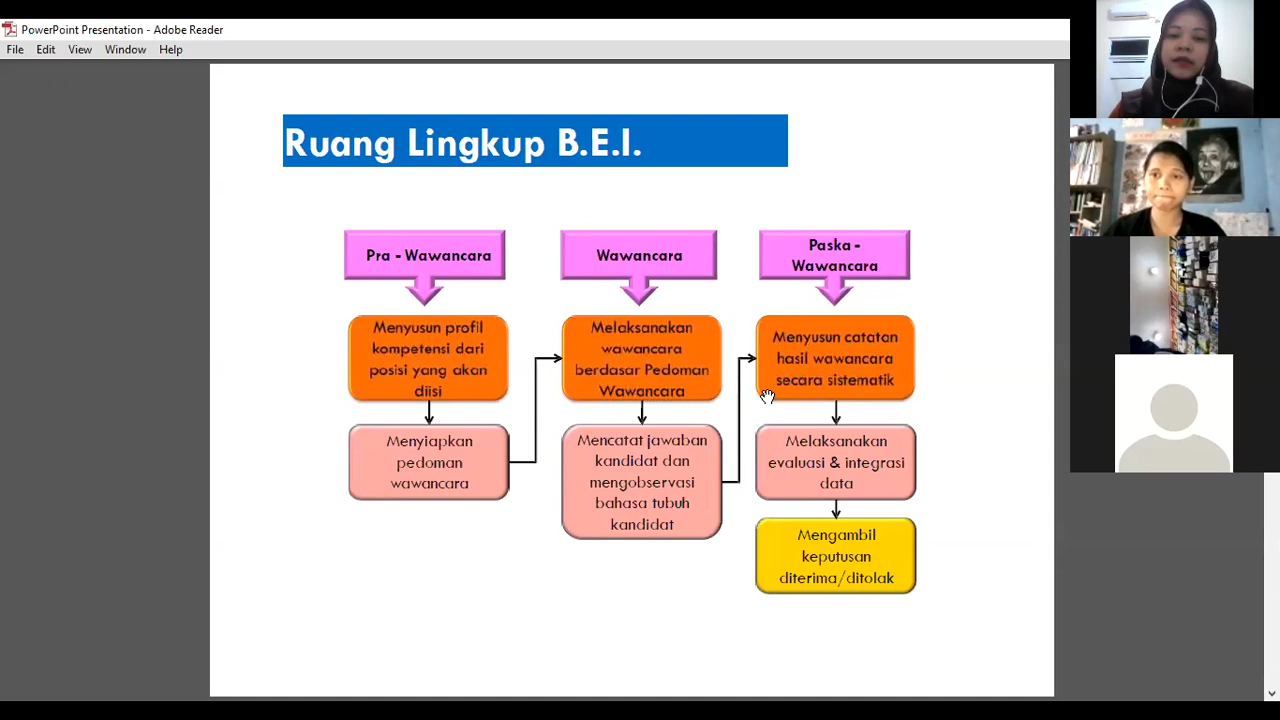 PowerPoint Presentation - Adobe Reader
File Edit View Window Help
Ruang Lingkup B.E.I.
Pra - Wawancara
Menyusun profil
kompetensi dari
posisi yang akan
diisi
Menyiapkan
pedoman
wawancara
Wawancara
Melaksanakan
wawancara
berdasar Pedoman
Wawancara
Mencatat jawaban
kandidat dan
mengobservasi
bahasa tubuh
kandidat
Paska -
Wawancara
Menyusun catatan
hasil wawancara
secara sistematik
Melaksanakan
evaluasi & integrasi
data
Mengambil
keputusan
diterima/ditolak